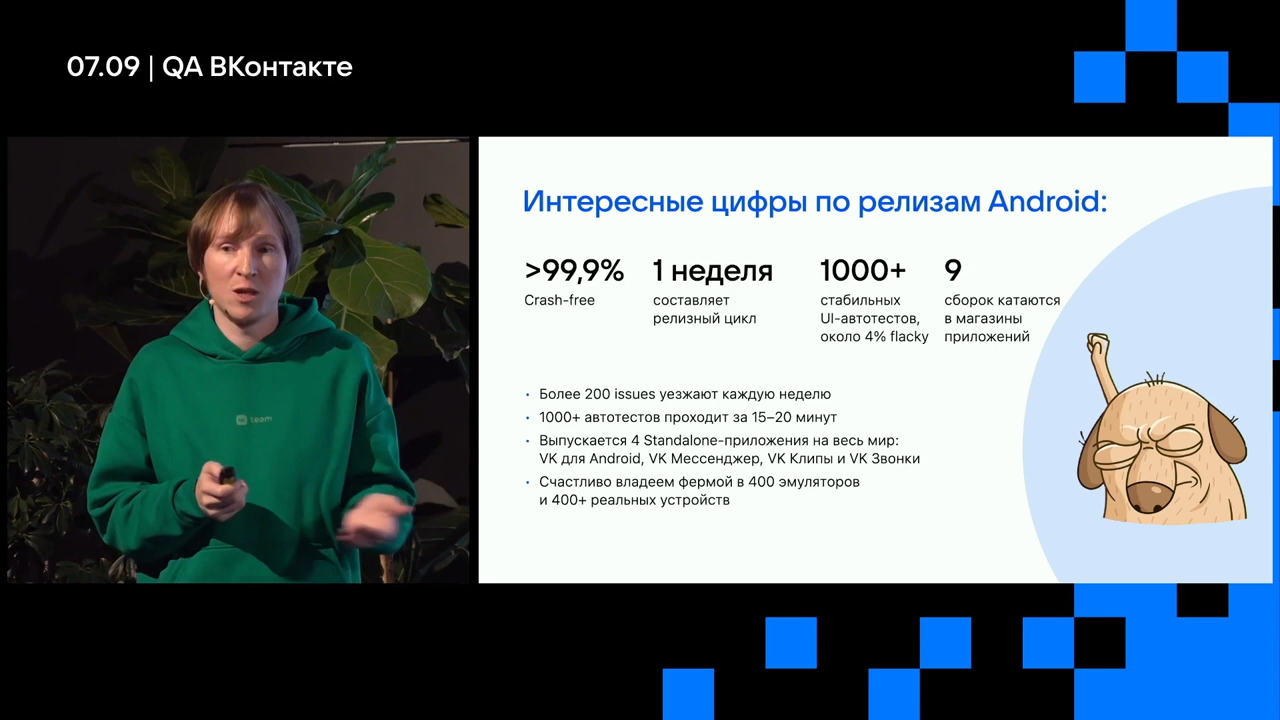 07.09 | QA ВКонтакте
team
Интересные цифры по релизам Android:
>99,9%
Crash-free
1 неделя
составляет
релизный цикл
1000+
стабильных
UI-автотестов,
около 4% flacky
9
сборок катаются
в магазины
приложений
• Более 200 issues уезжают каждую неделю
• 1000+ автотестов проходит за 15–20 минут
• Выпускается 4 Standalone-приложения на весь мир:
VK для Android, VK Мессенджер, VK Клипы и VK Звонки
• Счастливо владеем фермой в 400 эмуляторов
и 400+ реальных устройств